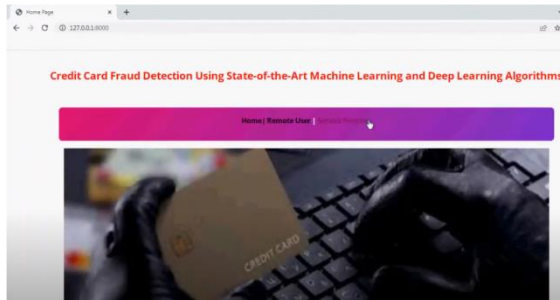 Home Page
127.0.0.1:8000
Credit Card Fraud Detection Using State-of-the-Art Machine Learning and Deep Learning Algorithms
Home| Remote User |
CREDIT CARD